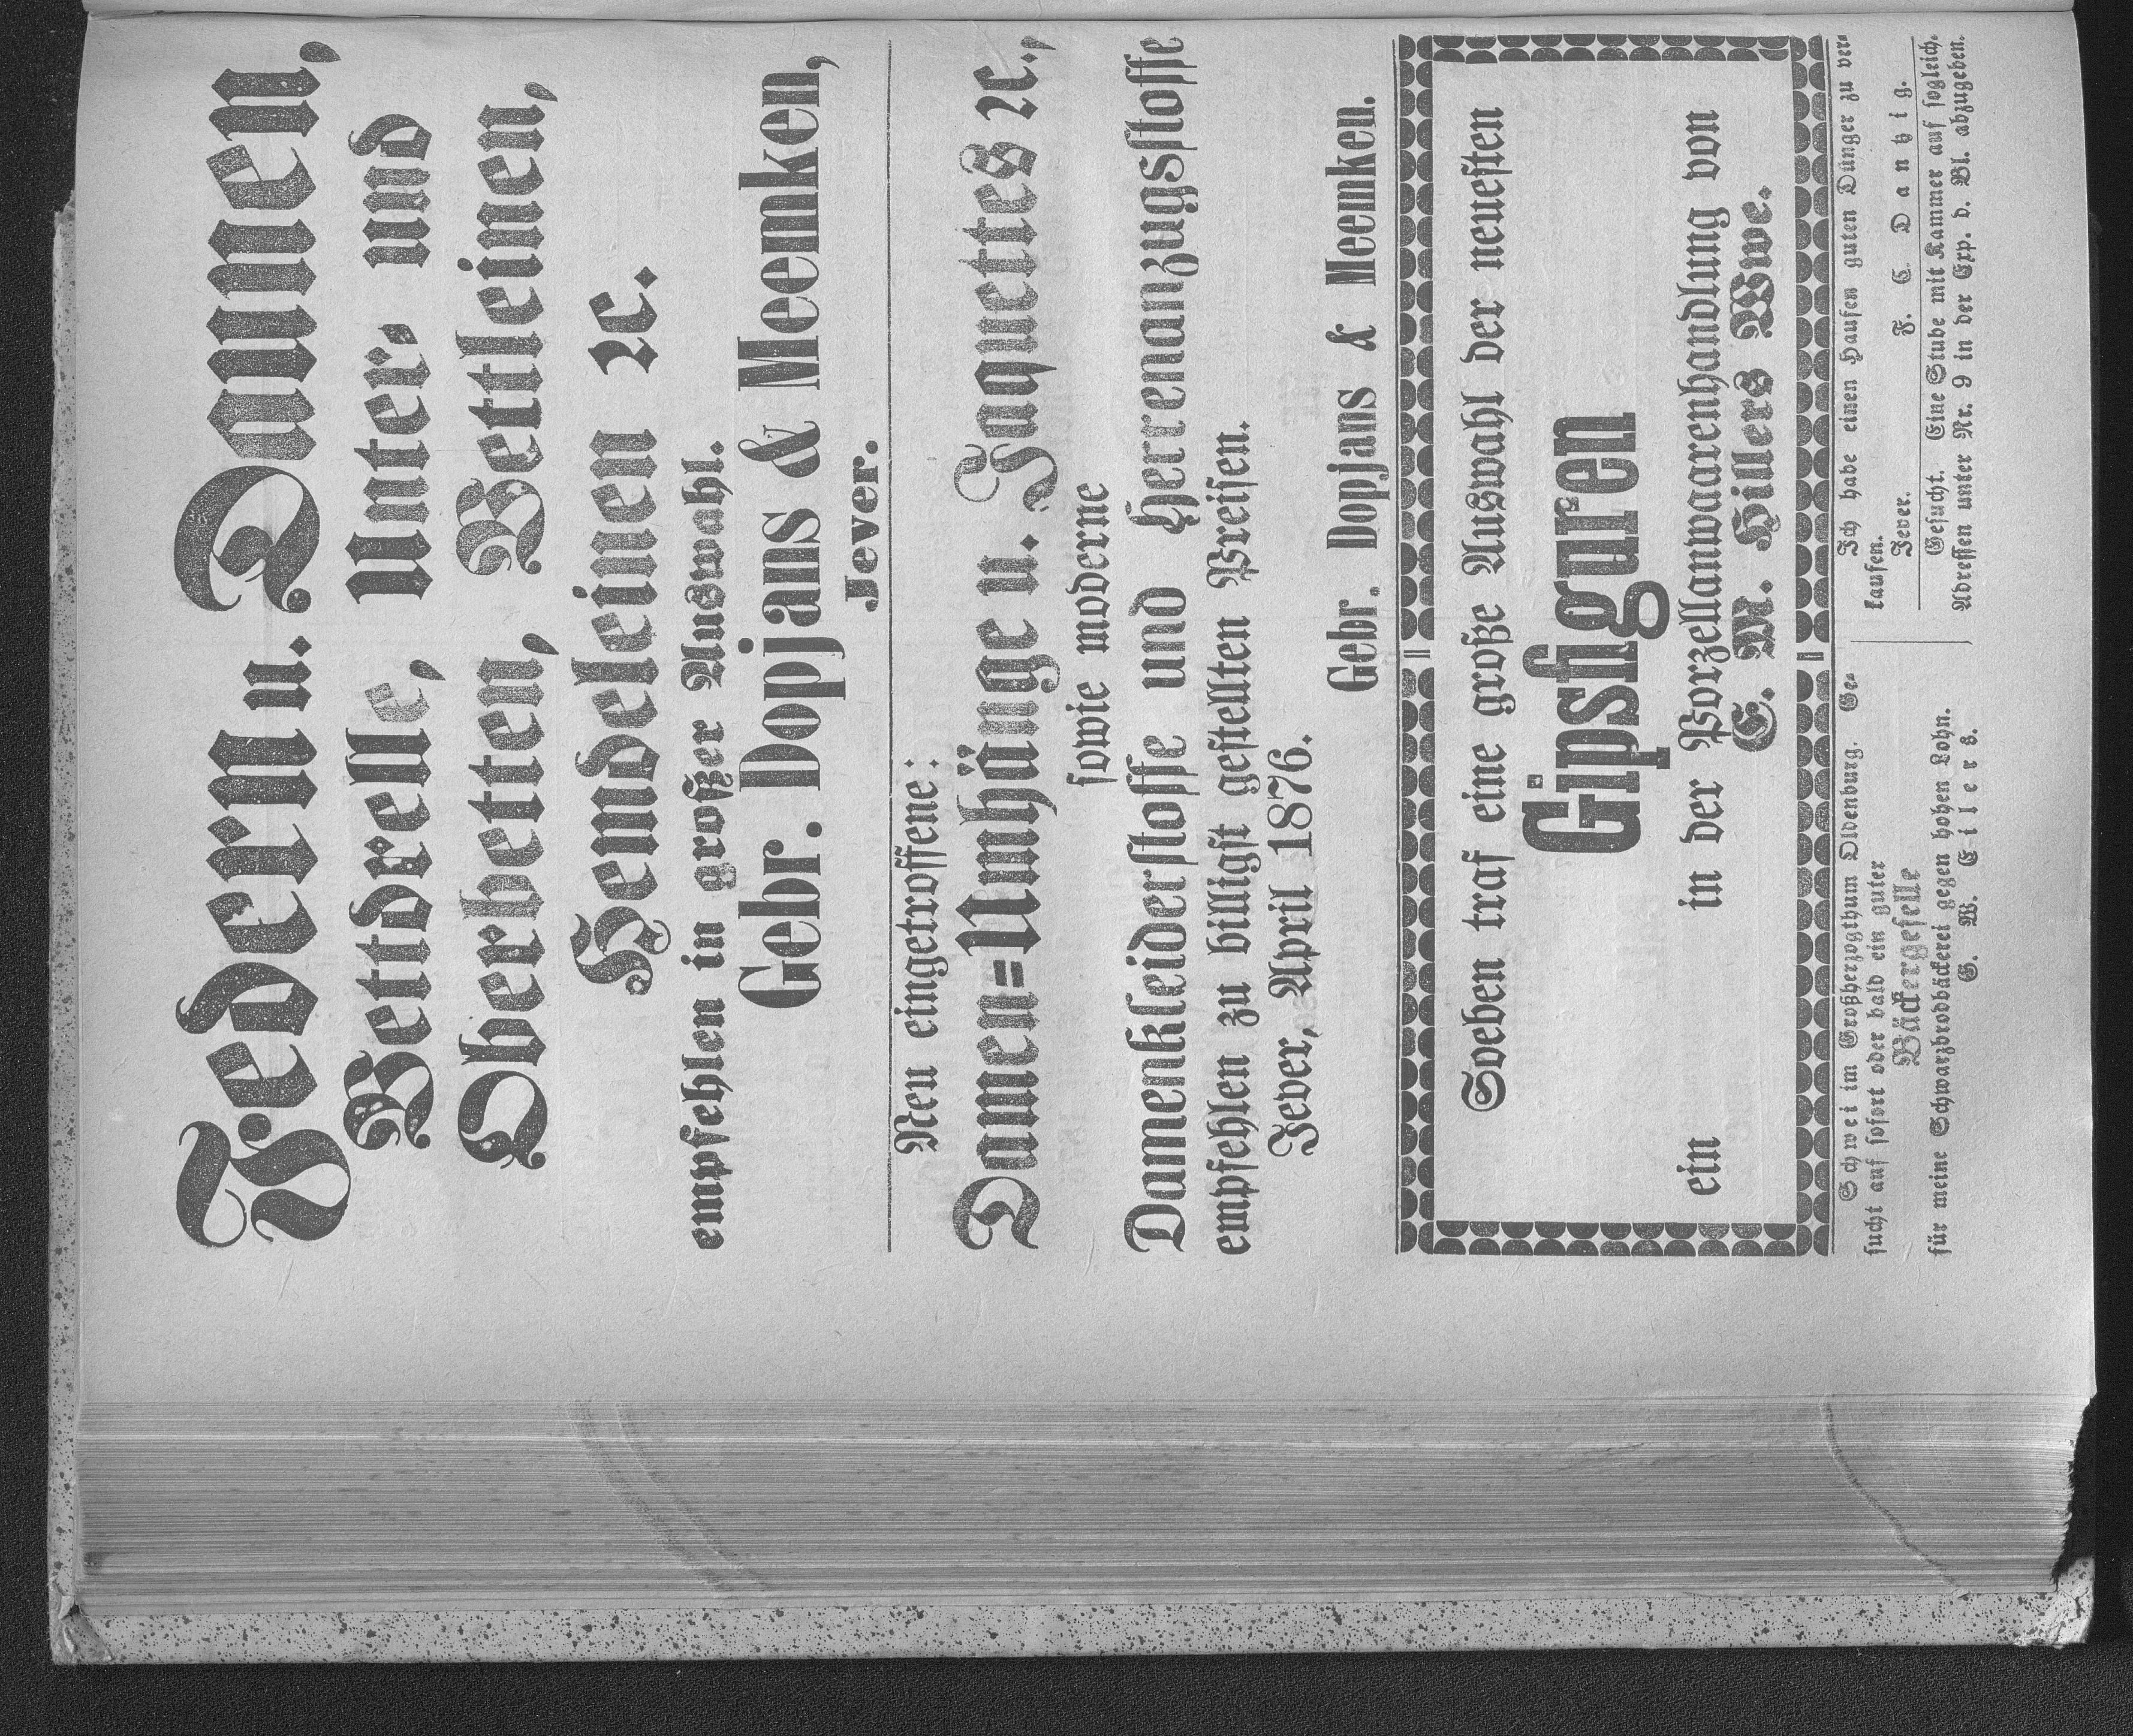 Federn u. Daunen,
Bettdrelle, Unter- und
Oberbetten, Bettleinen,
Hemdeleinen ꝛc.
empfehlen in großer Auswahl.
Gebr. Dopjans & Meemken,
Jever.
Neu eingetroffene:
Damen=Umhänge u. Jaquettes ꝛc.,
sowie moderne
Damenkleiderstoffe und Herrenanzugsstoffe
empfehlen zu billigst gestellten Preisen.
Jever, April 1876.
Gebr. Dopjans & Meemken.
Soeben traf eine große Auswahl der neuesten
Gipsfiguren
ein in der Porzellanwaarenhandlung von
E. M. Hillers Wwe.
Schwei im Großherzogthum Oldenburg. Ge-
sucht auf sofort oder bald ein guter
Bäckergeselle
für meine Schwarzbrodbäckerei gegen hohen Lohn.
G. W. Eilers.
Ich habe einen Haufen guten Dünger zu ver-
kaufen.
Jever. F. C. Dantzig.
Gesucht. Eine Stube mit Kammer auf sogleich.
Adressen unter Nr. 9 in der Exp. d. Bl. abzugeben.